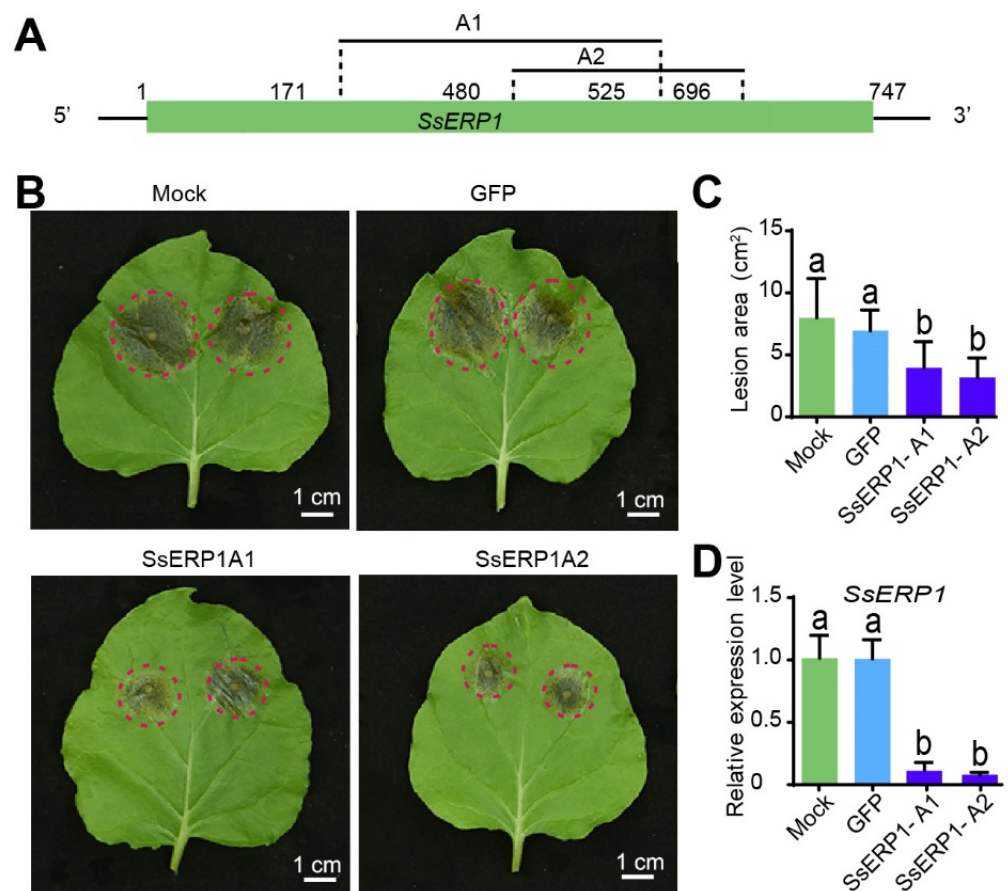 A
A1
A2
1 171 480 525 696 747
5’ 3’
SsERP1
B
Mock GFP
1 cm 1 cm
SsERP1A1 SsERP1A2
1 cm 1 cm
C
Lesion area (cm²)
15
10
5
0
a a b b
Mock GFP SsERP1- A1 SsERP1- A2
D
SsERP1
Relative expression level
1.5
1.0
0.5
0
a a b b
Mock GFP SsERP1- A1 SsERP1- A2